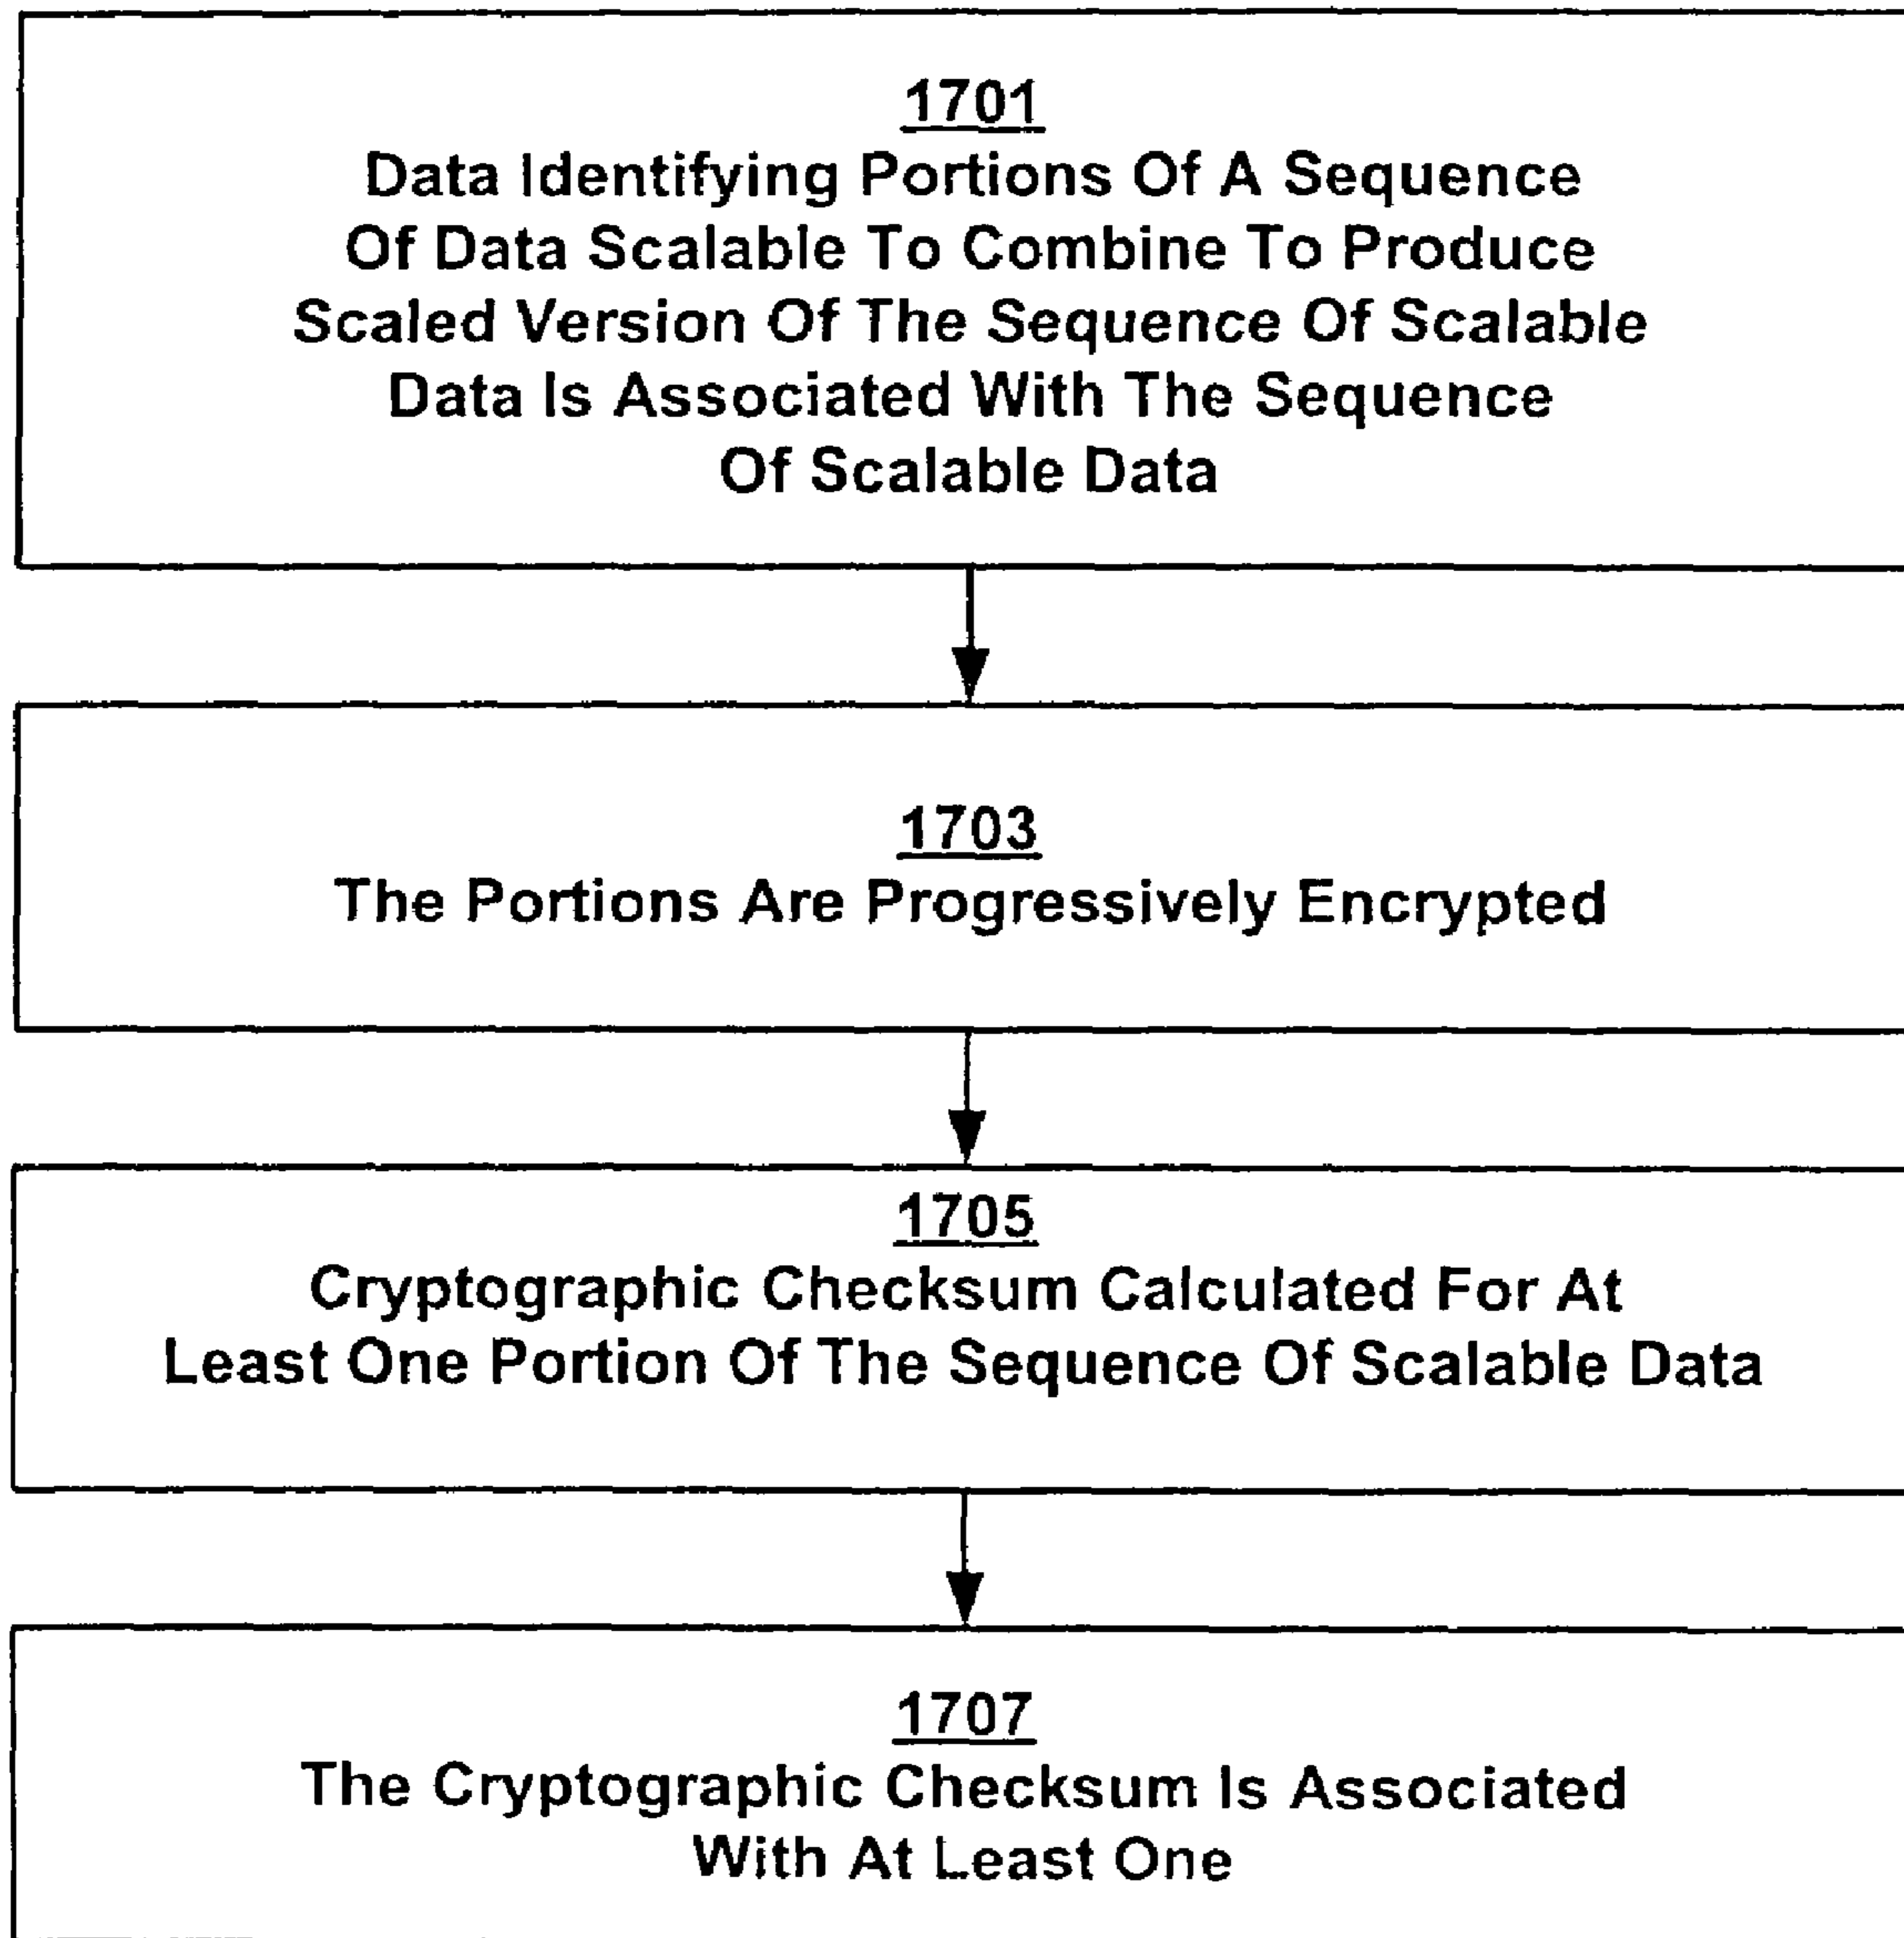 1701
Data Identifying Portions Of A Sequence
Of Data Scalable To Combine To Produce
Scaled Version Of The Sequence Of Scalable
Data Is Associated With The Sequence
Of Scalable Data
1703
The Portions Are Progressively Encrypted
1705
Cryptographic Checksum Calculated For At
Least One Portion Of The Sequence Of Scalable Data
1707
The Cryptographic Checksum Is Associated
With At Least One